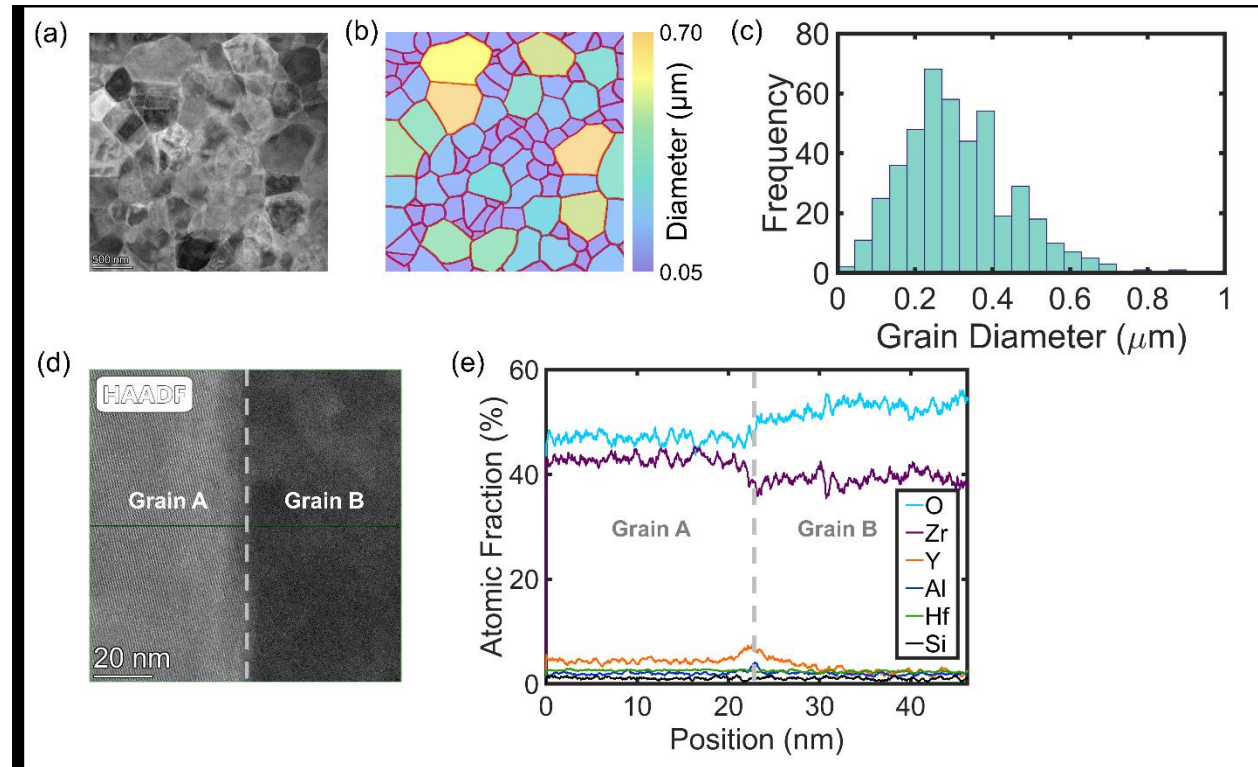 (a)
500 nm
(b)
0.70
Diameter (μm)
0.05
(c)
80
60
40
20
0
Frequency
0
0.2
0.4
0.6
0.8
1
Grain Diameter (μm)
(d)
HAADF
Grain A
Grain B
20 nm
(e)
60
40
20
0
Atomic Fraction (%)
Grain A
Grain B
O
Zr
Y
Al
Hf
Si
0
10
20
30
40
Position (nm)